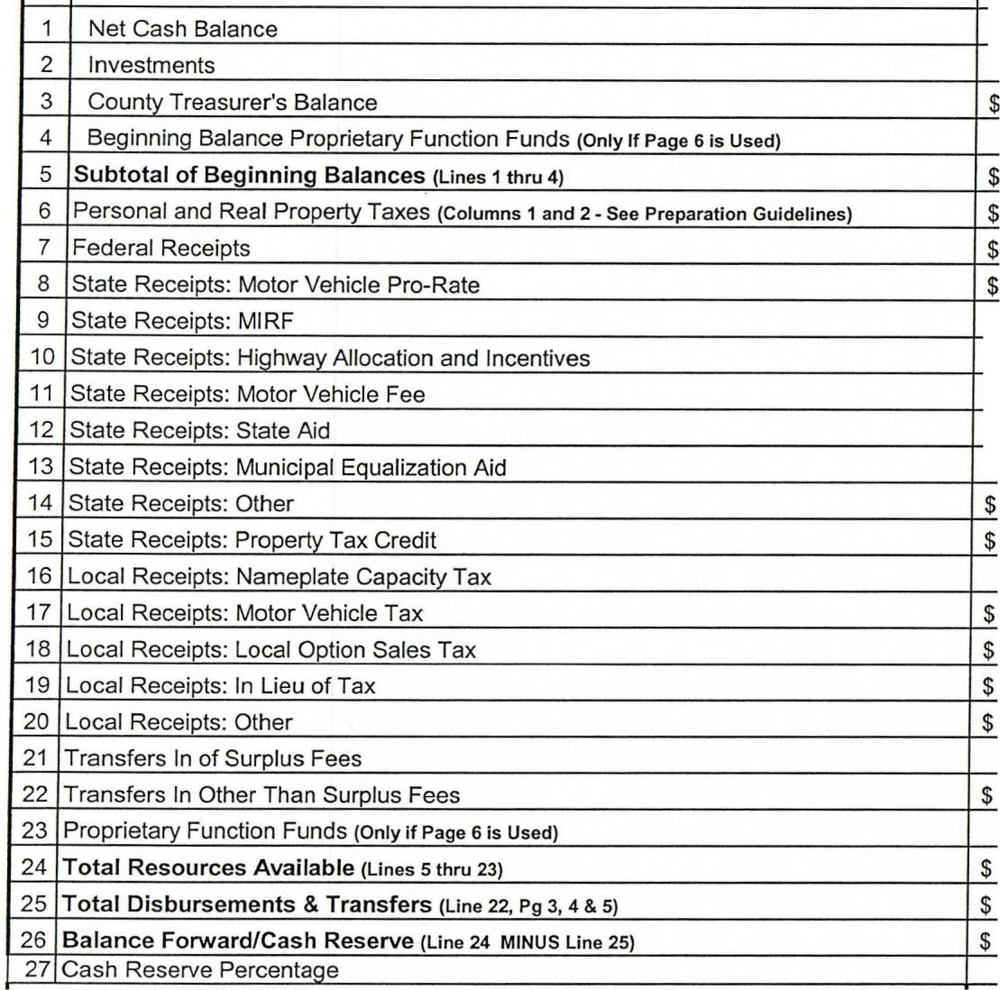 1 Net Cash Balance
2 Investments
3 County Treasurer's Balance $
4 Beginning Balance Proprietary Function Funds (Only If Page 6 is Used)
5 Subtotal of Beginning Balances (Lines 1 thru 4) $
6 Personal and Real Property Taxes (Columns 1 and 2 - See Preparation Guidelines) $
7 Federal Receipts $
8 State Receipts: Motor Vehicle Pro-Rate $
9 State Receipts: MIRF
10 State Receipts: Highway Allocation and Incentives
11 State Receipts: Motor Vehicle Fee
12 State Receipts: State Aid
13 State Receipts: Municipal Equalization Aid
14 State Receipts: Other $
15 State Receipts: Property Tax Credit $
16 Local Receipts: Nameplate Capacity Tax
17 Local Receipts: Motor Vehicle Tax $
18 Local Receipts: Local Option Sales Tax $
19 Local Receipts: In Lieu of Tax $
20 Local Receipts: Other $
21 Transfers In of Surplus Fees
22 Transfers In Other Than Surplus Fees $
23 Proprietary Function Funds (Only if Page 6 is Used)
24 Total Resources Available (Lines 5 thru 23) $
25 Total Disbursements & Transfers (Line 22, Pg 3, 4 & 5) $
26 Balance Forward/Cash Reserve (Line 24 MINUS Line 25) $
27 Cash Reserve Percentage